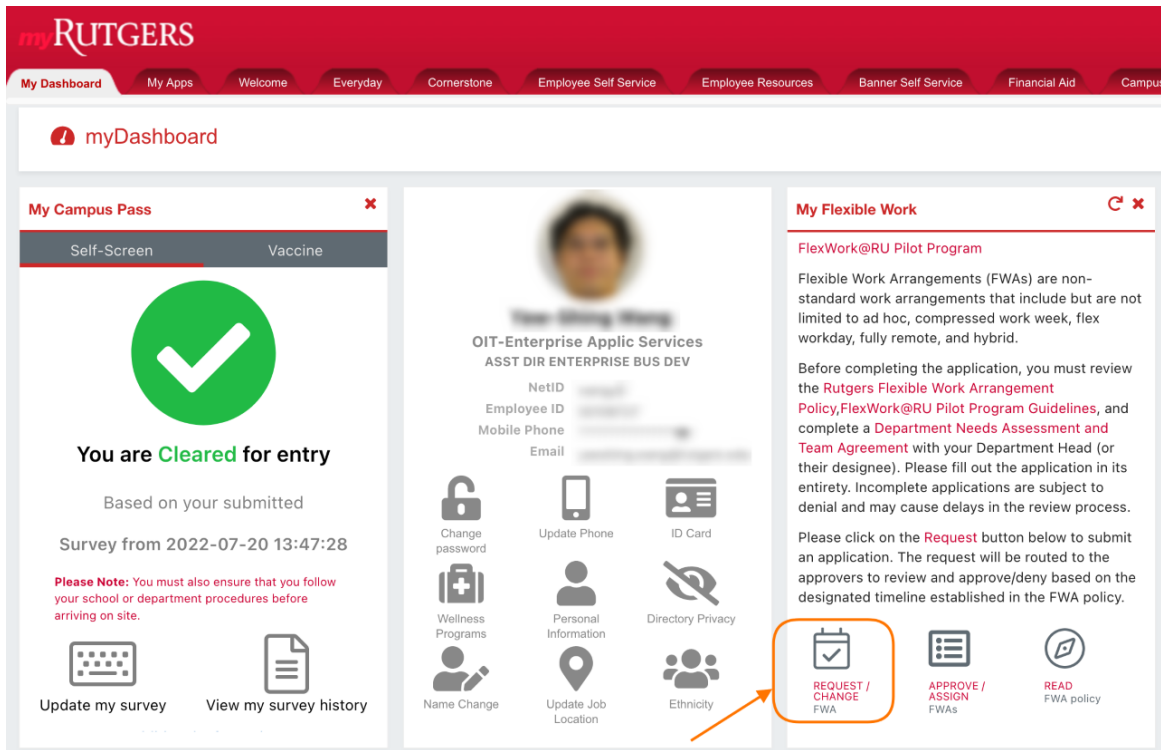 myRUTGERS
My Dashboard
My Apps
Welcome
Everyday
Cornerstone
Employee Self Service
Employee Resources
Banner Self Service
Financial Aid
Campus
myDashboard
My Campus Pass
Self-Screen
Vaccine
You are Cleared for entry
Based on your submitted
Survey from 2022-07-20 13:47:28
Please Note: You must also ensure that you follow
your school or department procedures before
arriving on site.
Update my survey
View my survey history
OIT-Enterprise Applic Services
ASST DIR ENTERPRISE BUS DEV
NetID
Employee ID
Mobile Phone
Email
Change
password
Update Phone
ID Card
Wellness
Programs
Personal
Information
Directory Privacy
Name Change
Update Job
Location
Ethnicity
My Flexible Work
FlexWork@RU Pilot Program
Flexible Work Arrangements (FWAs) are non-
standard work arrangements that include but are not
limited to ad hoc, compressed work week, flex
workday, fully remote, and hybrid.
Before completing the application, you must review
the Rutgers Flexible Work Arrangement
Policy,FlexWork@RU Pilot Program Guidelines, and
complete a Department Needs Assessment and
Team Agreement with your Department Head (or
their designee). Please fill out the application in its
entirety. Incomplete applications are subject to
denial and may cause delays in the review process.
Please click on the Request button below to submit
an application. The request will be routed to the
approvers to review and approve/deny based on the
designated timeline established in the FWA policy.
REQUEST /
CHANGE
FWA
APPROVE /
ASSIGN
FWAs
READ
FWA policy